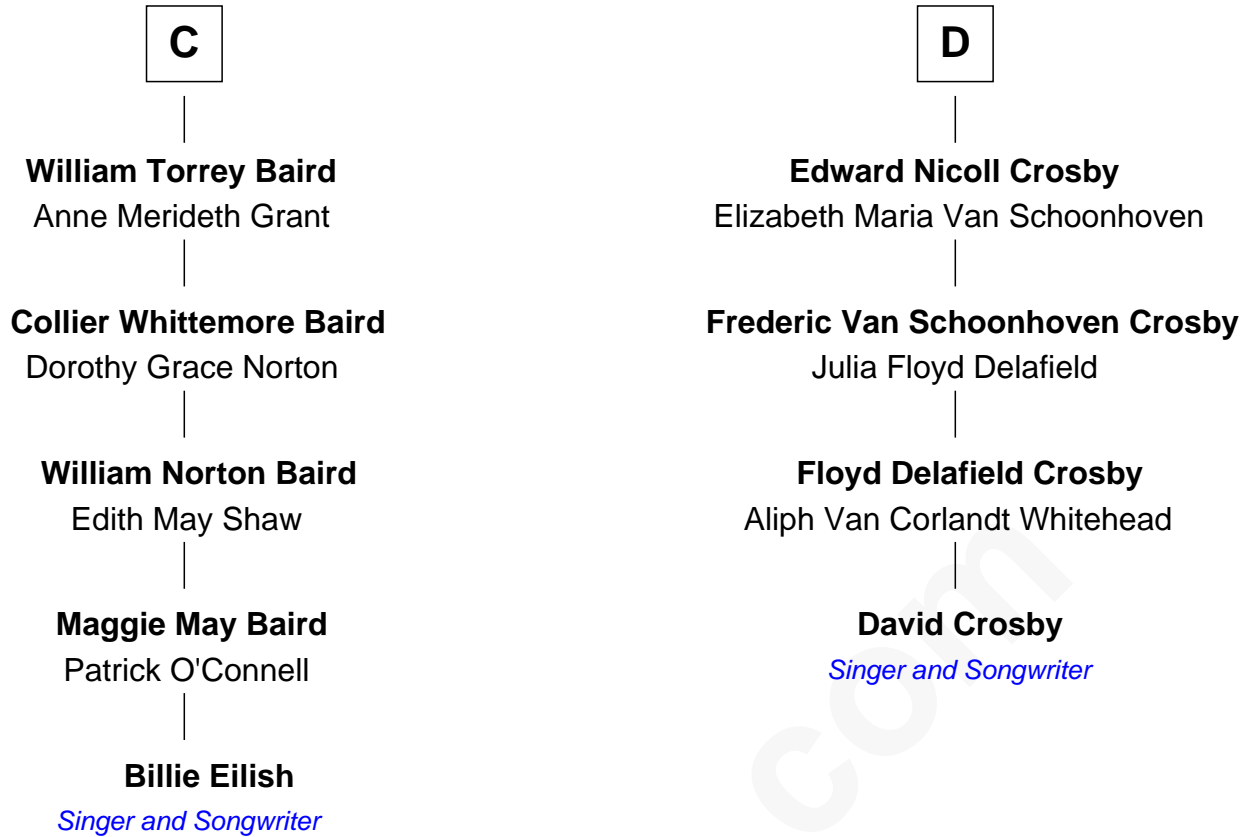 C
William Torrey Baird
Anne Merideth Grant
Collier Whittemore Baird
Dorothy Grace Norton
William Norton Baird
Edith May Shaw
Maggie May Baird
Patrick O'Connell
Billie Eilish
Singer and Songwriter
D
Edward Nicoll Crosby
Elizabeth Maria Van Schoonhoven
Frederic Van Schoonhoven Crosby
Julia Floyd Delafield
Floyd Delafield Crosby
Aliph Van Corlandt Whitehead
David Crosby
Singer and Songwriter
com